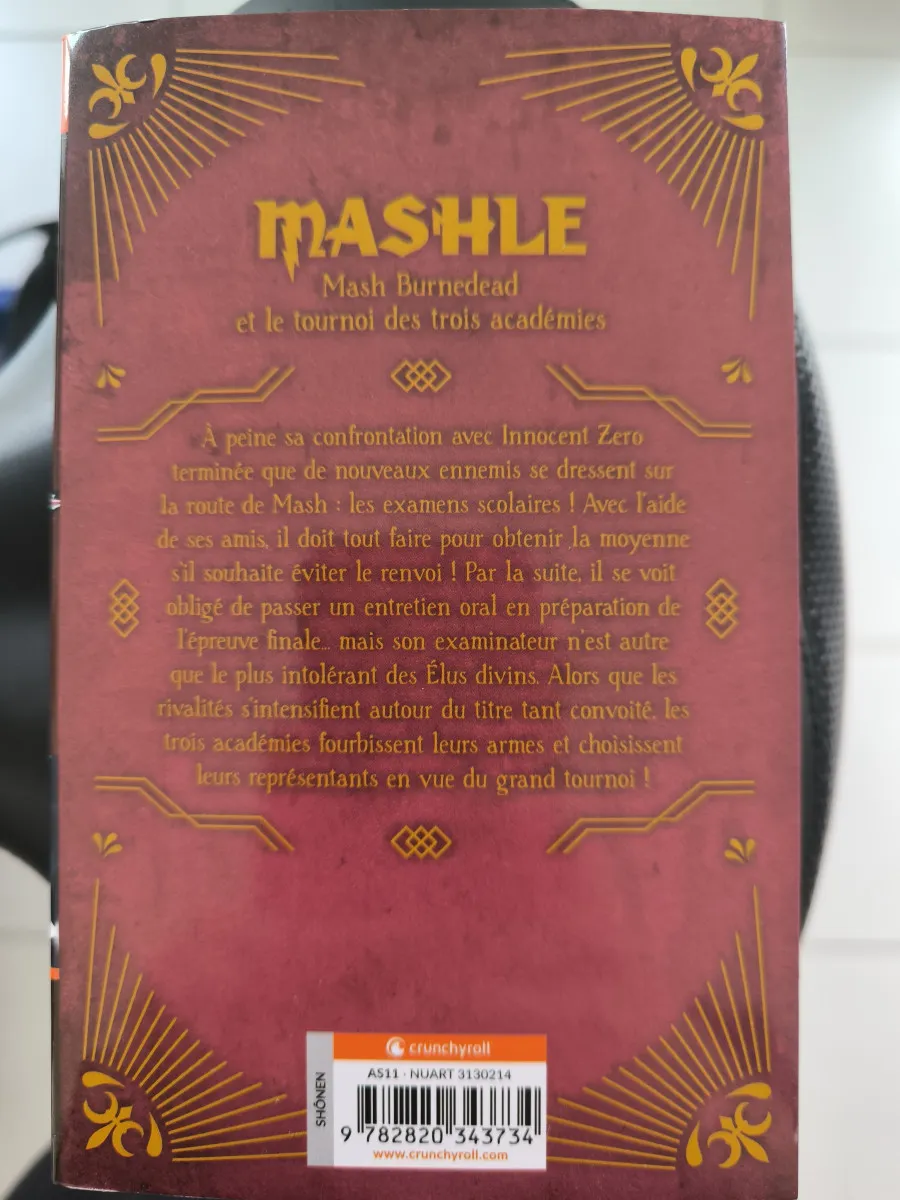 MASHLE
Mash Burnedead
et le tournoi des trois académies
À peine sa confrontation avec Innocent Zero
terminée que de nouveaux ennemis se dressent sur
la route de Mash : les examens scolaires ! Avec l'aide
de ses amis, il doit tout faire pour obtenir la moyenne
s'il souhaite éviter le renvoi ! Par la suite, il se voit
obligé de passer un entretien oral en préparation de
l'épreuve finale... mais son examinateur n'est autre
que le plus intolérant des Élus divins. Alors que les
rivalités s'intensifient autour du titre tant convoité, les
trois académies fourbissent leurs armes et choisissent
leurs représentants en vue du grand tournoi !
crunchyroll
SHÔNEN
AS11 · NUART 3130214
9 782820 343734
www.crunchyroll.com